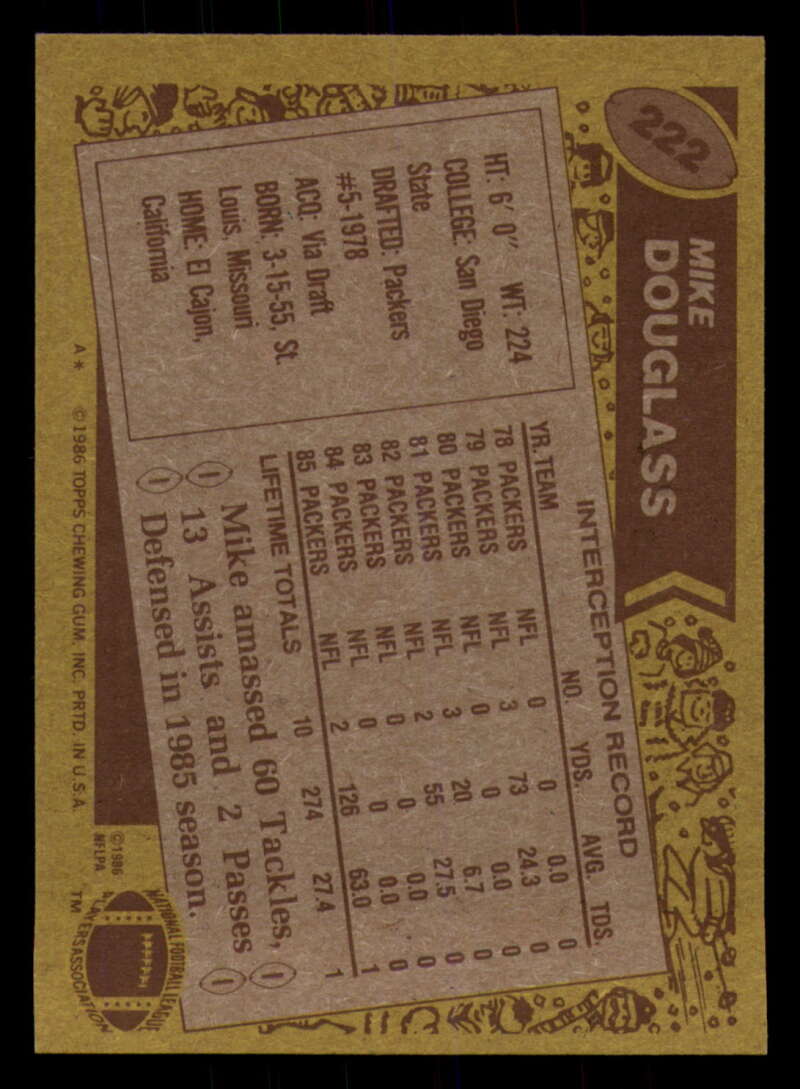 222
MIKE
DOUGLASS
HT: 6' 0" WT: 224
COLLEGE: San Diego
State
DRAFTED: Packers
#5-1978
ACQ: Via Draft
BORN: 3-15-55, St.
Louis, Missouri
HOME: El Cajon,
California
INTERCEPTION RECORD
YR. TEAM NO. YDS. AVG. TDS.
78 PACKERS NFL 0 0 0.0 0
79 PACKERS NFL 3 73 24.3 0
80 PACKERS NFL 0 0 0.0 0
81 PACKERS NFL 3 20 6.7 0
82 PACKERS NFL 2 55 27.5 0
83 PACKERS NFL 0 0 0.0 0
84 PACKERS NFL 0 0 0.0 0
85 PACKERS NFL 2 126 63.0 1
LIFETIME TOTALS 10 274 27.4 1
Mike amassed 60 Tackles,
13 Assists and 2 Passes
Defensed in 1985 season.
A* ©1986 TOPPS CHEWING GUM, INC. PRTD. IN U.S.A.
©1986
NFLPA
NATIONAL FOOTBALL LEAGUE
PLAYERS ASSOCIATION
TM